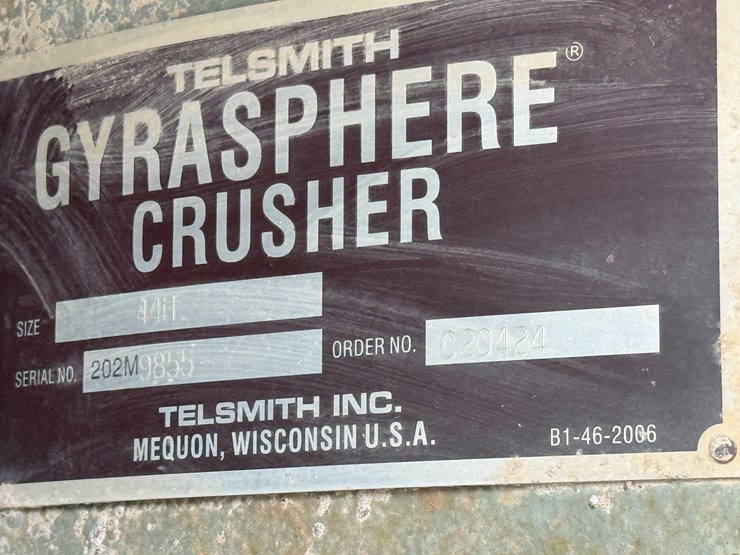 TELSMITH
GYRASPHERE®
CRUSHER
SIZE 44H
SERIAL NO. 202M9855
ORDER NO. C20424
TELSMITH INC.
MEQUON, WISCONSIN U.S.A.
B1-46-2006